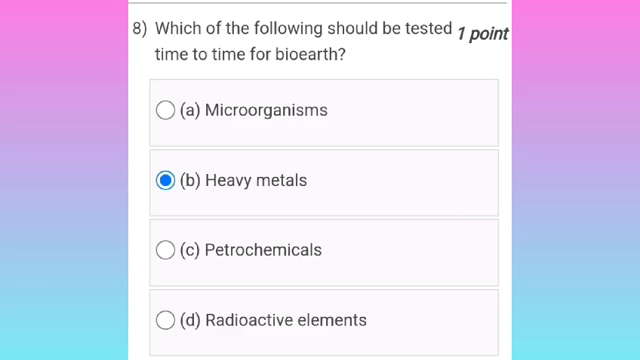 8) Which of the following should be tested 1 point
time to time for bioearth?
(a) Microorganisms
(b) Heavy metals
(c) Petrochemicals
(d) Radioactive elements